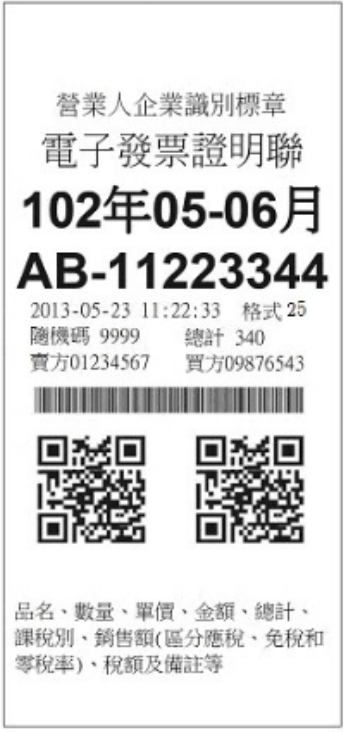 營業人企業識別標章
電子發票證明聯
102年05-06月
AB-11223344
2013-05-23 11:22:33 格式 25
隨機碼 9999 總計 340
賣方01234567 買方09876543
品名、數量、單價、金額、總計、
課稅別、銷售額(區分應稅、免稅和
零稅率)、稅額及備註等